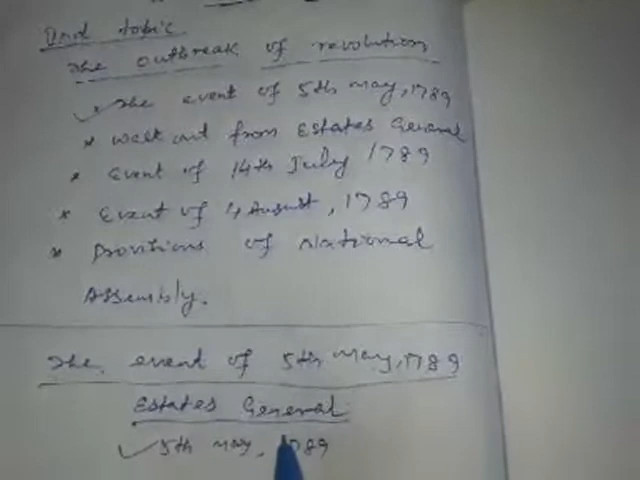 Unit topic
The outbreak of revolution
✓ The event of 5th May, 1789
* Walk out from Estates General
* Event of 14th July 1789
* Event of 4 August, 1789
* Provitions of National
Assembly.
The event of 5th May, 1789
Estates General
✓ 5th May, 1789